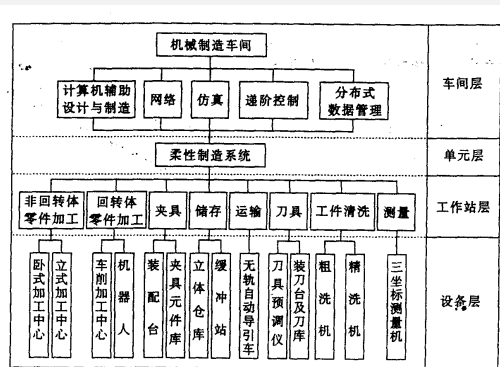 机械制造车间
计算机辅助
设计与制造
网络
仿真
递阶控制
分布式
数据管理
车间层
柔性制造系统
单元层
非回转体
零件加工
回转体
零件加工
夹具
储存
运输
刀具
工件清洗
测量
工作站层
卧式加工中心
立式加工中心
车削加工中心
机器人
装配台
夹具元件库
立体仓库
缓冲站
无轨自动导引车
刀具预调仪
装刀台及刀库
粗洗机
精洗机
三坐标测量机
设备层